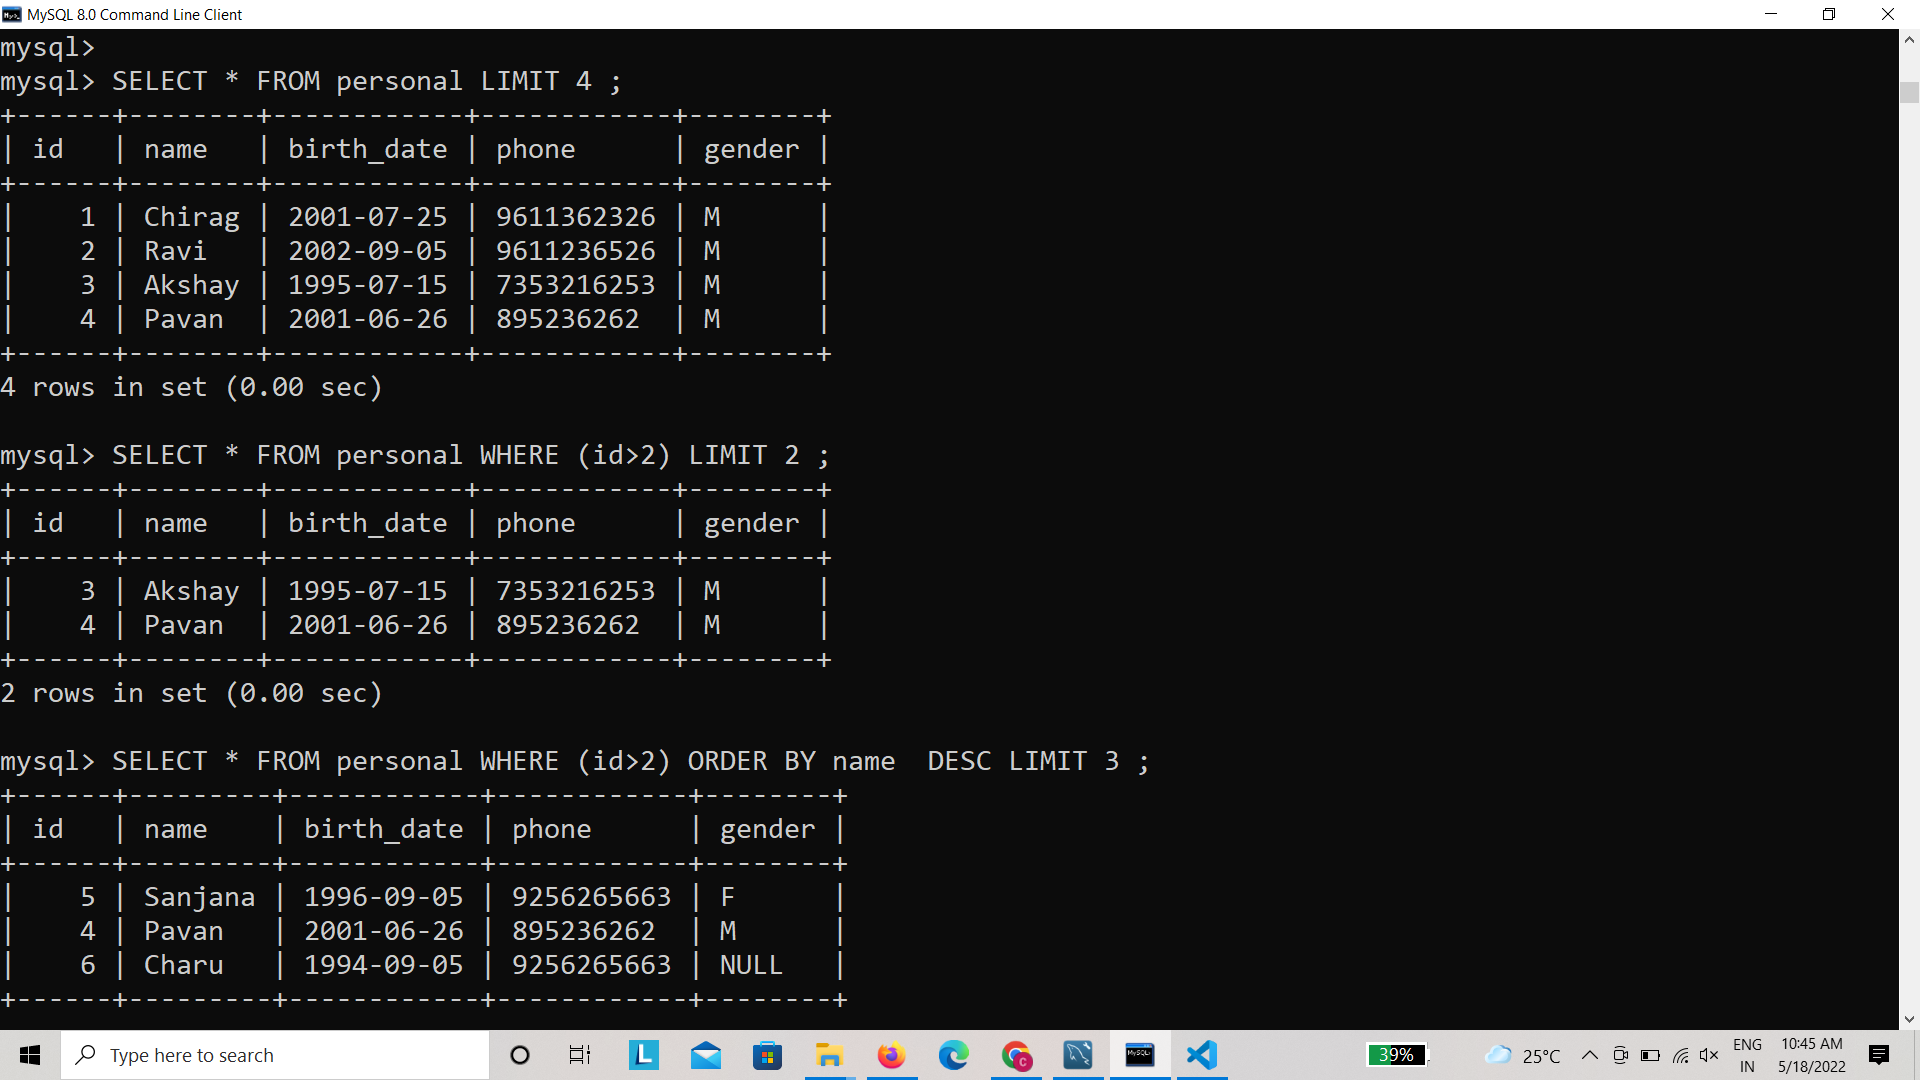 MySQL 8.0 Command Line Client
mysql>
mysql> SELECT * FROM personal LIMIT 4 ;
+------+--------+------------+------------+--------+
| id   | name   | birth_date | phone      | gender |
+------+--------+------------+------------+--------+
|    1 | Chirag | 2001-07-25 | 9611362326 | M      |
|    2 | Ravi   | 2002-09-05 | 9611236526 | M      |
|    3 | Akshay | 1995-07-15 | 7353216253 | M      |
|    4 | Pavan  | 2001-06-26 | 895236262  | M      |
+------+--------+------------+------------+--------+
4 rows in set (0.00 sec)
mysql> SELECT * FROM personal WHERE (id>2) LIMIT 2 ;
+------+--------+------------+------------+--------+
| id   | name   | birth_date | phone      | gender |
+------+--------+------------+------------+--------+
|    3 | Akshay | 1995-07-15 | 7353216253 | M      |
|    4 | Pavan  | 2001-06-26 | 895236262  | M      |
+------+--------+------------+------------+--------+
2 rows in set (0.00 sec)
mysql> SELECT * FROM personal WHERE (id>2) ORDER BY name  DESC LIMIT 3 ;
+------+---------+------------+------------+--------+
| id   | name    | birth_date | phone      | gender |
+------+---------+------------+------------+--------+
|    5 | Sanjana | 1996-09-05 | 9256265663 | F      |
|    4 | Pavan   | 2001-06-26 | 895236262  | M      |
|    6 | Charu   | 1994-09-05 | 9256265663 | NULL   |
+------+---------+------------+------------+--------+
Type here to search
L
C
MySQL
39%
25°C
ENG
IN
10:45 AM
5/18/2022